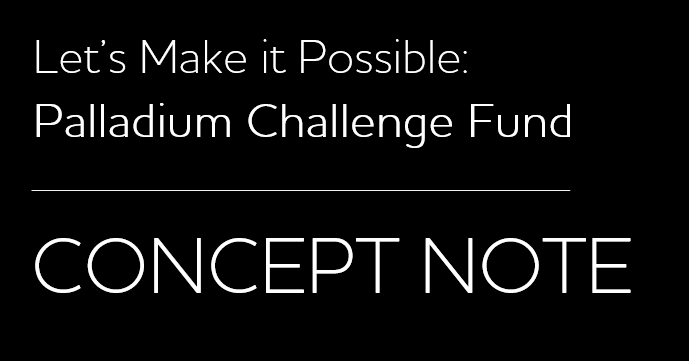 Let’s Make it Possible:
Palladium Challenge Fund
CONCEPT NOTE